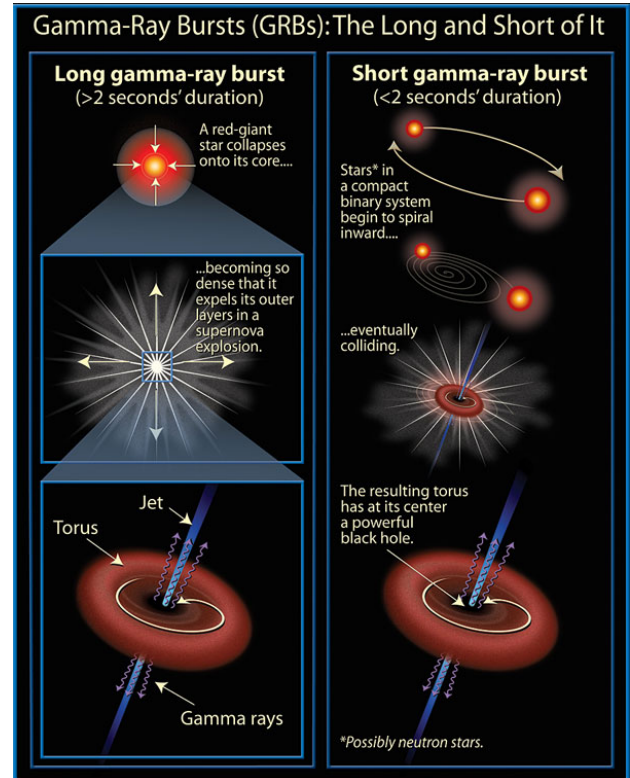 Gamma-Ray Bursts (GRBs): The Long and Short of It
Long gamma-ray burst
(>2 seconds' duration)
A red-giant
star collapses
onto its core....
...becoming so
dense that it
expels its outer
layers in a
supernova
explosion.
Jet
Torus
Gamma rays
Short gamma-ray burst
(<2 seconds' duration)
Stars* in
a compact
binary system
begin to spiral
inward....
...eventually
colliding.
The resulting torus
has at its center
a powerful
black hole.
*Possibly neutron stars.